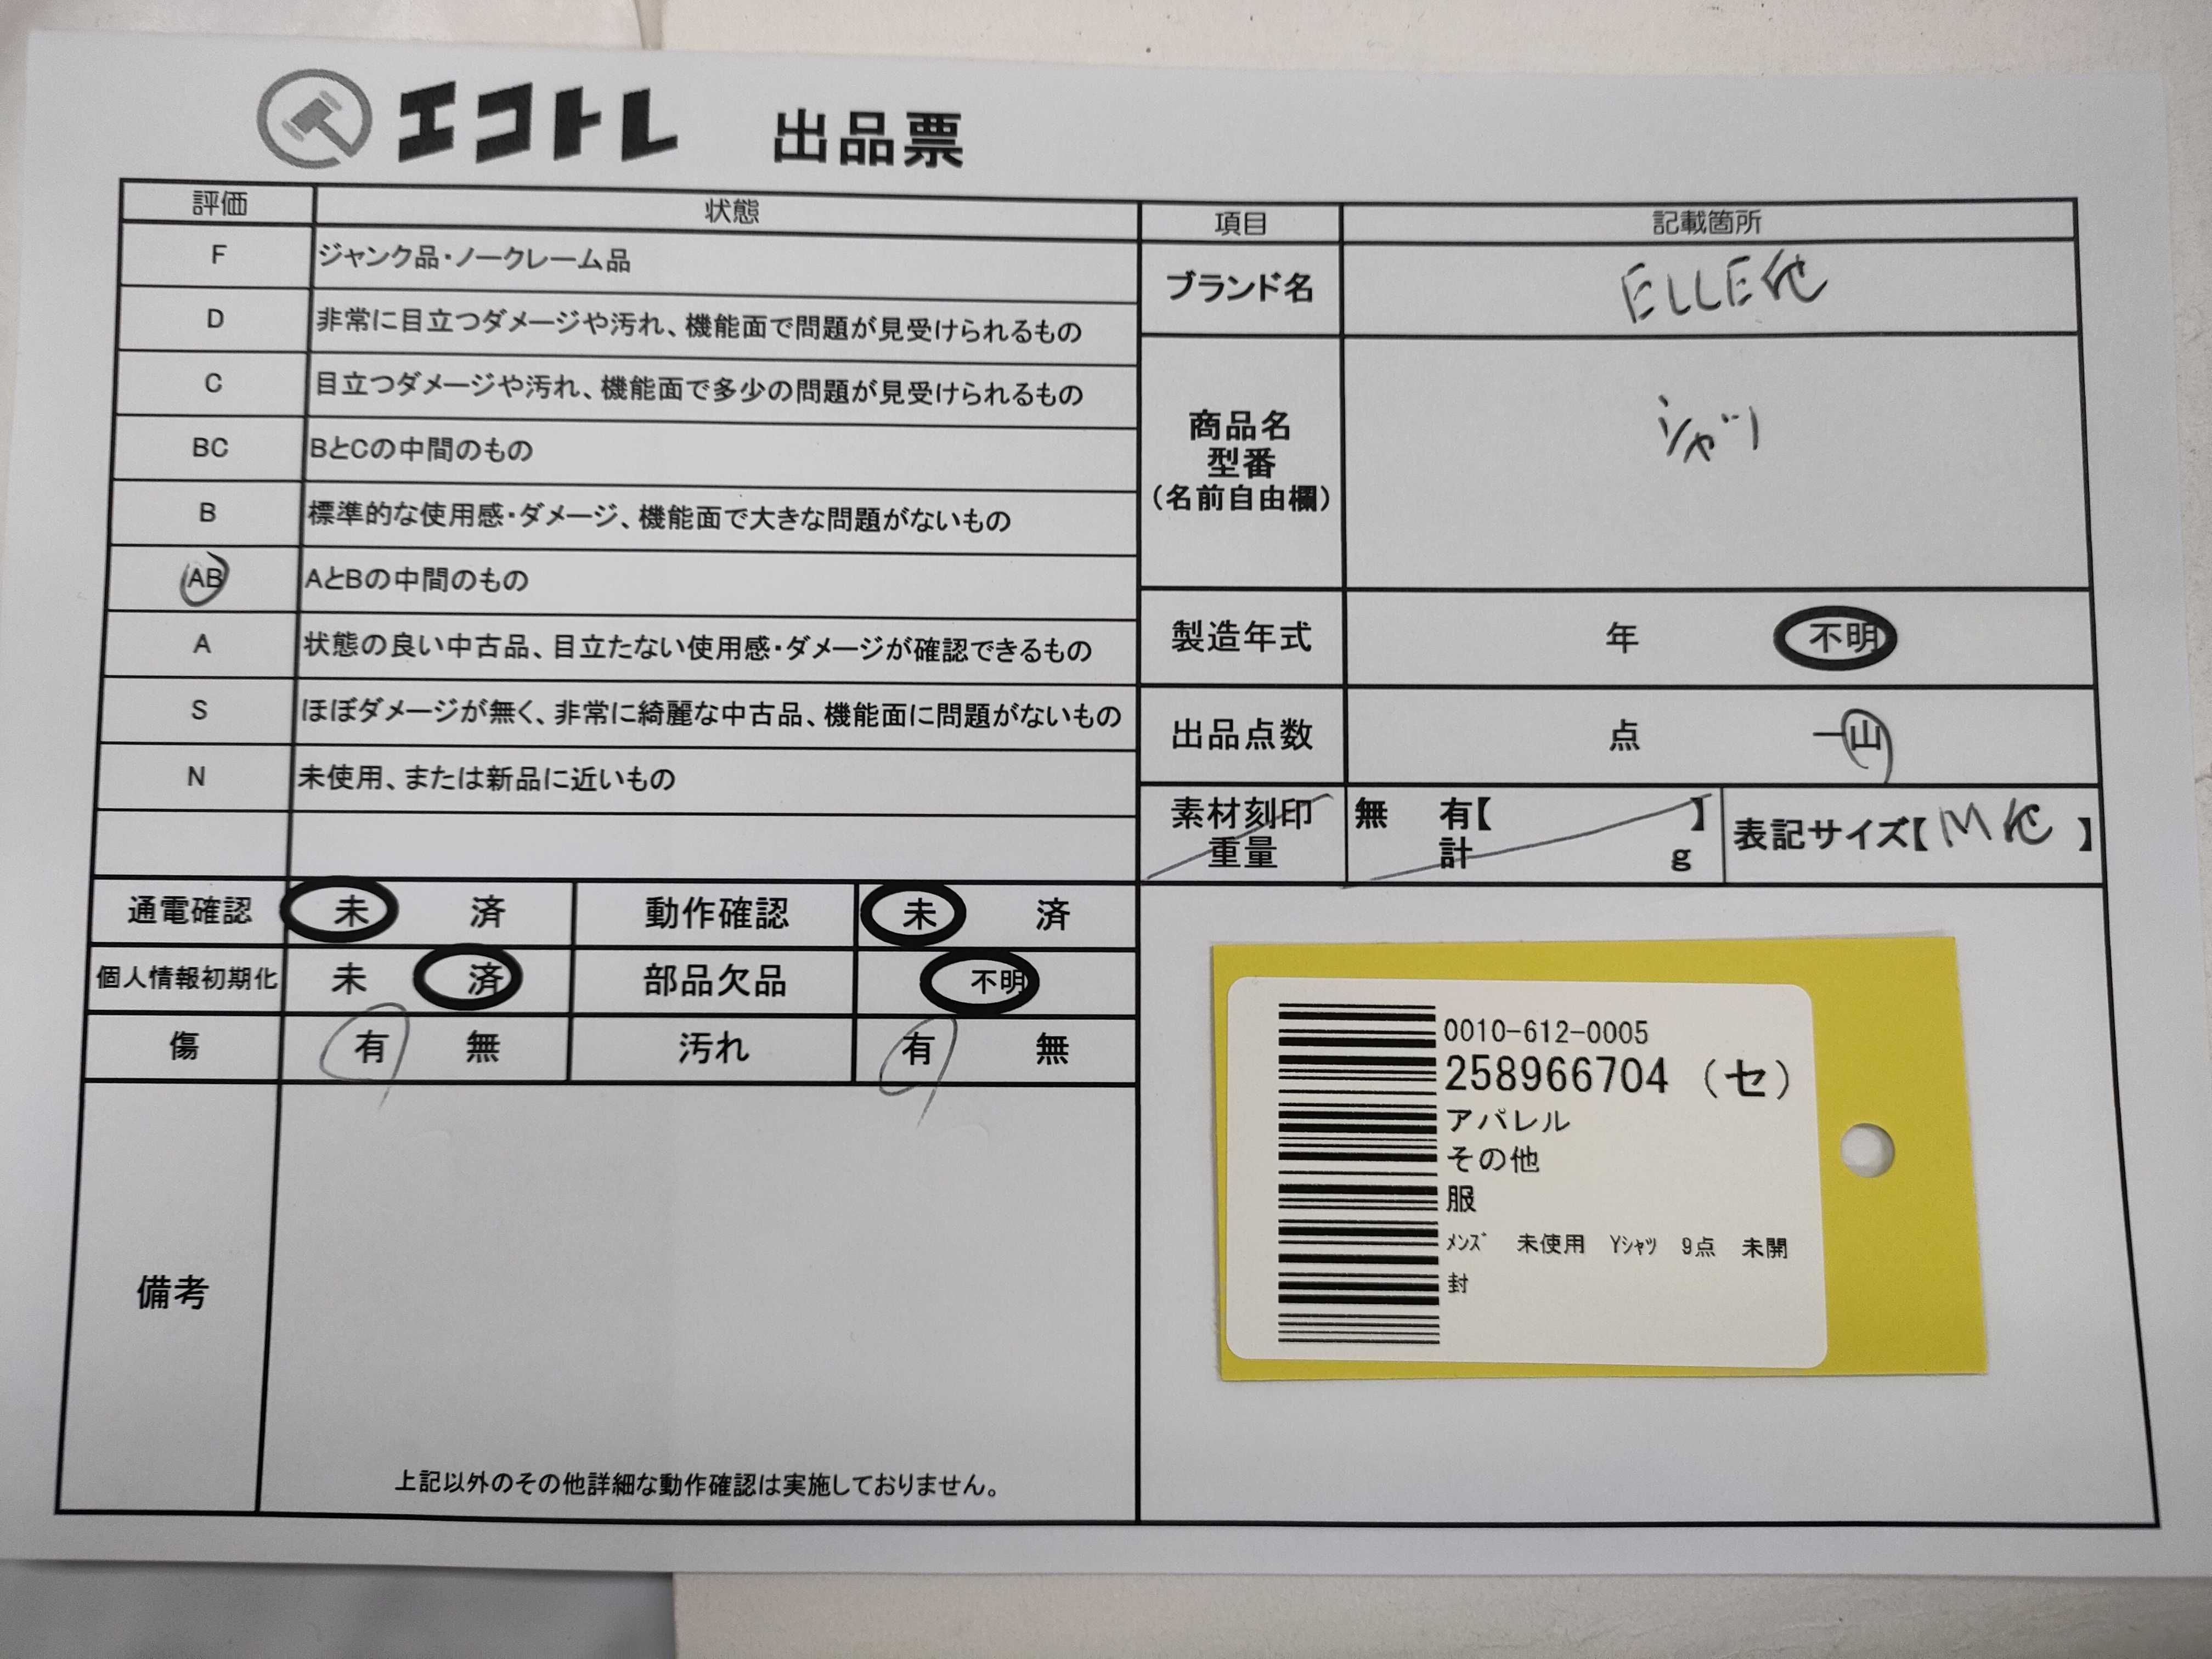 エコトレ 出品票
評価 状態
F ジャンク品・ノークレーム品
D 非常に目立つダメージや汚れ、機能面で問題が見受けられるもの
C 目立つダメージや汚れ、機能面で多少の問題が見受けられるもの
BC BとCの中間のもの
B 標準的な使用感・ダメージ、機能面で大きな問題がないもの
AB AとBの中間のもの
A 状態の良い中古品、目立たない使用感・ダメージが確認できるもの
S ほぼダメージが無く、非常に綺麗な中古品、機能面に問題がないもの
N 未使用、または新品に近いもの
通電確認 未 済 動作確認 未 済
個人情報初期化 未 済 部品欠品 不明
傷 有 無 汚れ 有 無
備考
上記以外のその他詳細な動作確認は実施しておりません。
項目 記載箇所
ブランド名 ELLE他
商品名
型番
(名前自由欄)
シャツ
製造年式 年 不明
出品点数 点 一山
素材刻印 無 有【 】
重量 計 g
表記サイズ【M他】
0010-612-0005
258966704 (セ)
アパレル
その他
服
ﾒﾝｽﾞ 未使用 Yｼｬﾂ 9点 未開
封